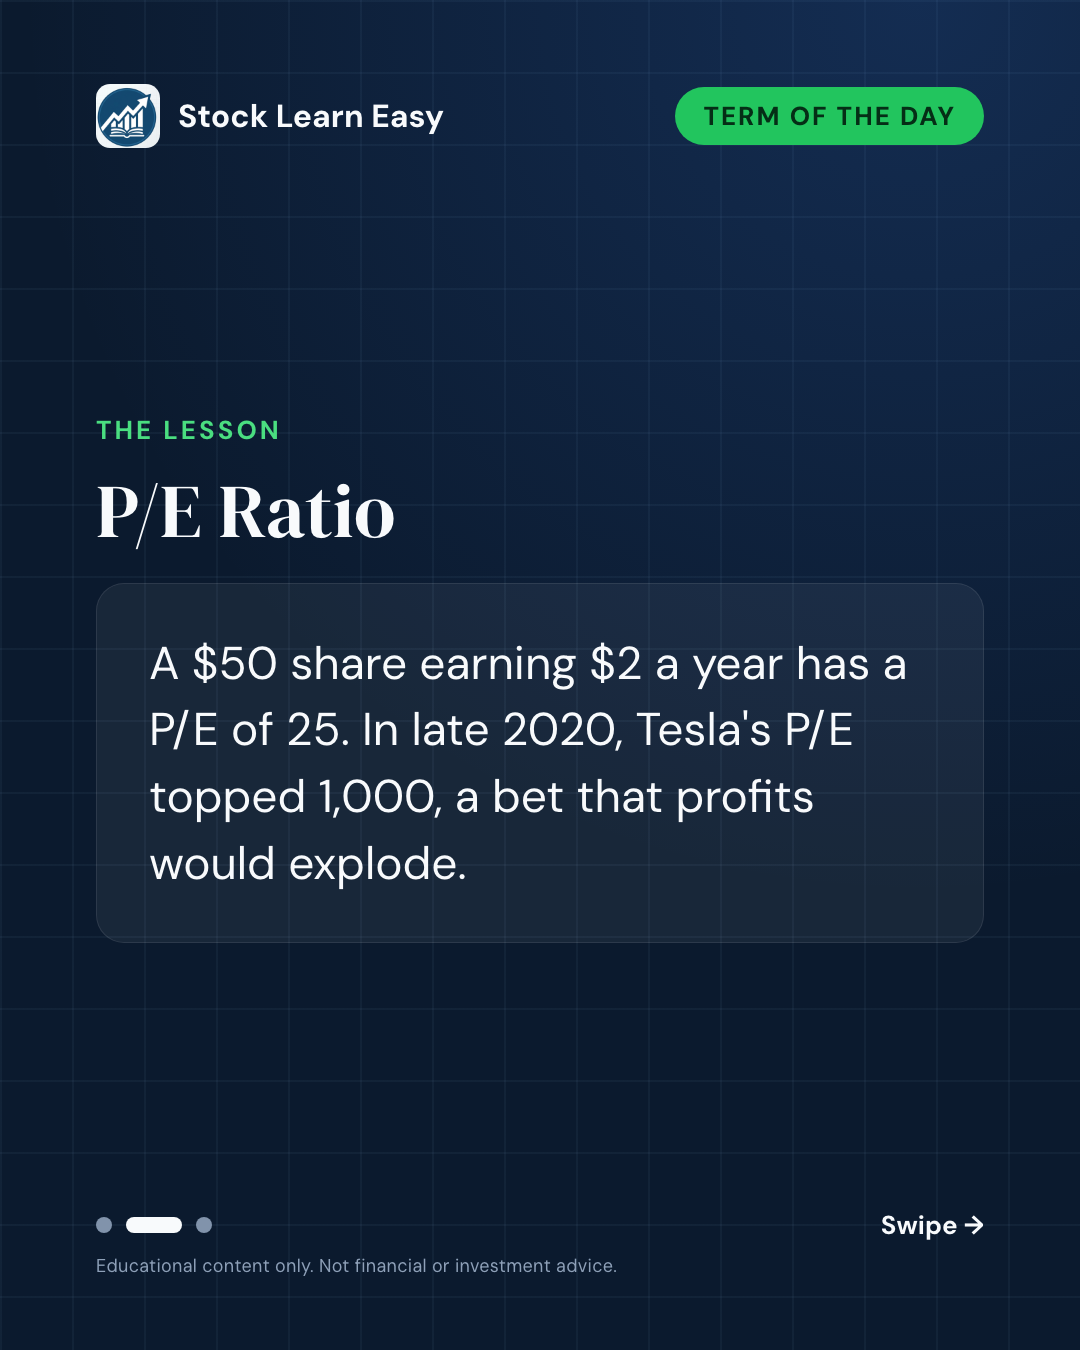 Stock Learn Easy
TERM OF THE DAY
THE LESSON
P/E Ratio
A $50 share earning $2 a year has a
P/E of 25. In late 2020, Tesla's P/E
topped 1,000, a bet that profits
would explode.
Swipe →
Educational content only. Not financial or investment advice.